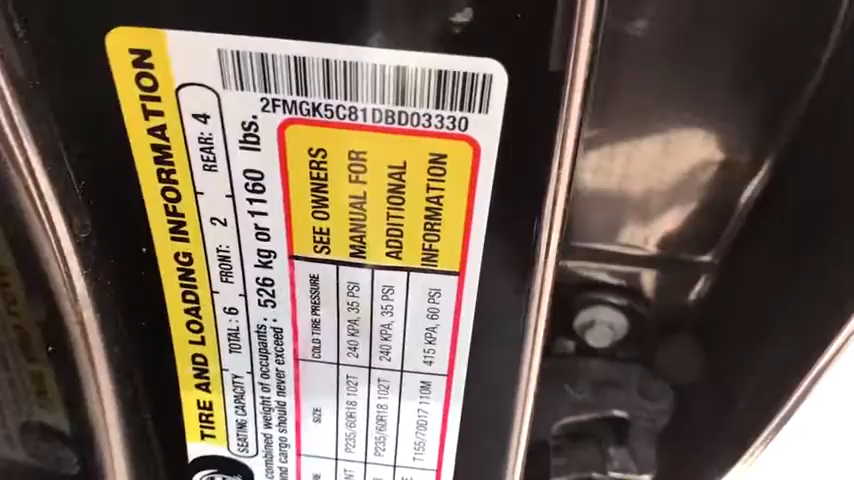 2FMGK5C81DBD03330
TIRE AND LOADING INFORMATION
SEATING CAPACITY TOTAL: 6 FRONT: 2 REAR: 4
combined weight of occupants
and cargo should never exceed: 526 kg or 1160 lbs.
SIZE COLD TIRE PRESSURE
P235/60R18 102T 240 KPA, 35 PSI
P235/60R18 102T 240 KPA, 35 PSI
T155/70D17 110M 415 KPA, 60 PSI
SEE OWNERS
MANUAL FOR
ADDITIONAL
INFORMATION